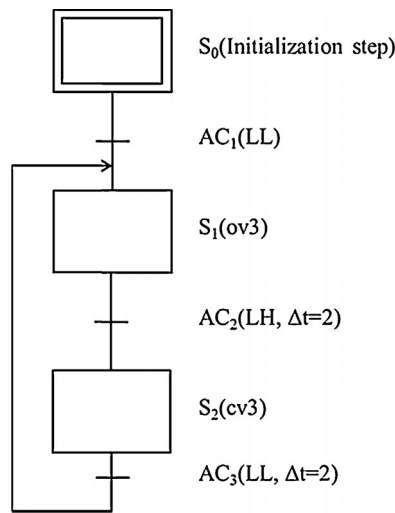 S₀(Initialization step)
AC₁(LL)
S₁(ov3)
AC₂(LH, Δt=2)
S₂(cv3)
AC₃(LL, Δt=2)